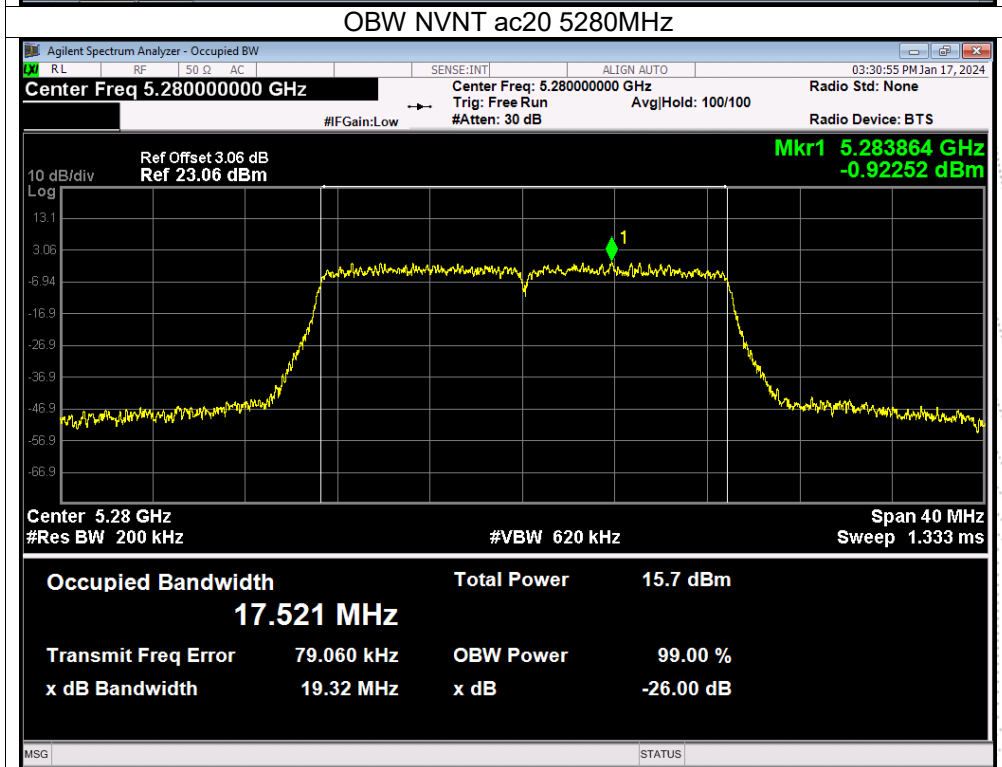 OBW NVNT ac20 5280MHz
Agilent Spectrum Analyzer - Occupied BW
LXI RL RF 50 Ω AC SENSE:INT ALIGN AUTO 03:30:55 PM Jan 17, 2024
Center Freq 5.280000000 GHz Center Freq: 5.280000000 GHz Radio Std: None
Trig: Free Run Avg|Hold: 100/100
#IFGain:Low #Atten: 30 dB Radio Device: BTS
Ref Offset 3.06 dB Mkr1 5.283864 GHz
10 dB/div Ref 23.06 dBm -0.92252 dBm
Log
13.1
1
3.06
-6.94
-16.9
-26.9
-36.9
-46.9
-56.9
-66.9
Center 5.28 GHz Span 40 MHz
#Res BW 200 kHz #VBW 620 kHz Sweep 1.333 ms
Occupied Bandwidth Total Power 15.7 dBm
17.521 MHz
Transmit Freq Error 79.060 kHz OBW Power 99.00 %
x dB Bandwidth 19.32 MHz x dB -26.00 dB
MSG STATUS